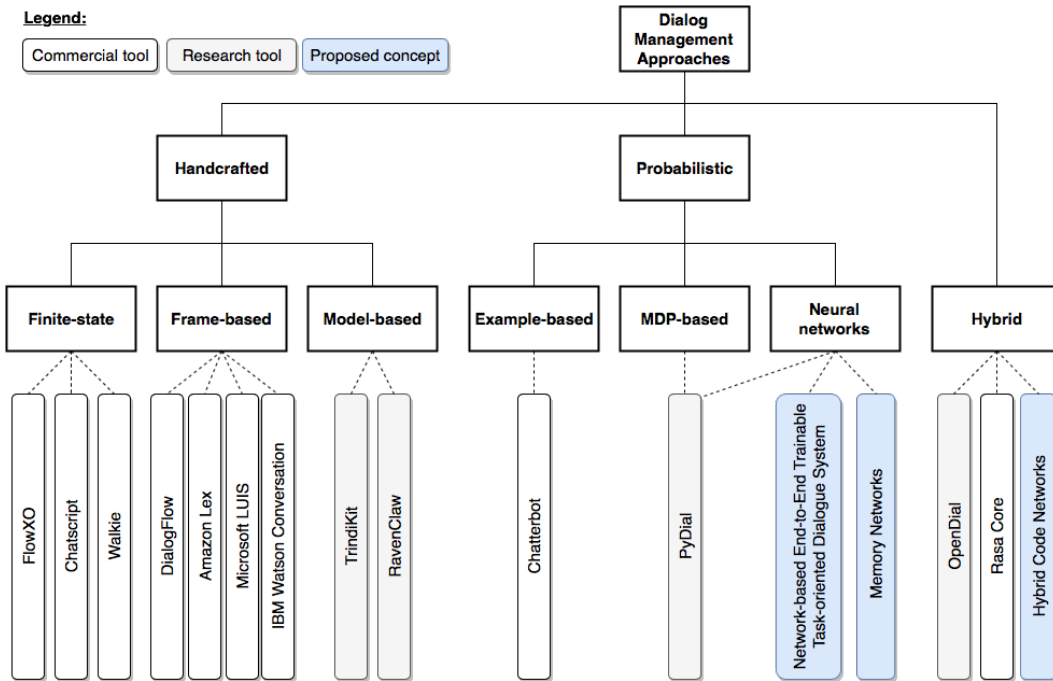 Legend:
Commercial tool
Research tool
Proposed concept
Dialog
Management
Approaches
Handcrafted
Probabilistic
Finite-state
Frame-based
Model-based
Example-based
MDP-based
Neural
networks
Hybrid
FlowXO
Chatscript
Walkie
DialogFlow
Amazon Lex
Microsoft LUIS
IBM Watson Conversation
TrindiKit
RavenClaw
Chatterbot
PyDial
Network-based End-to-End Trainable
Task-oriented Dialogue System
Memory Networks
OpenDial
Rasa Core
Hybrid Code Networks